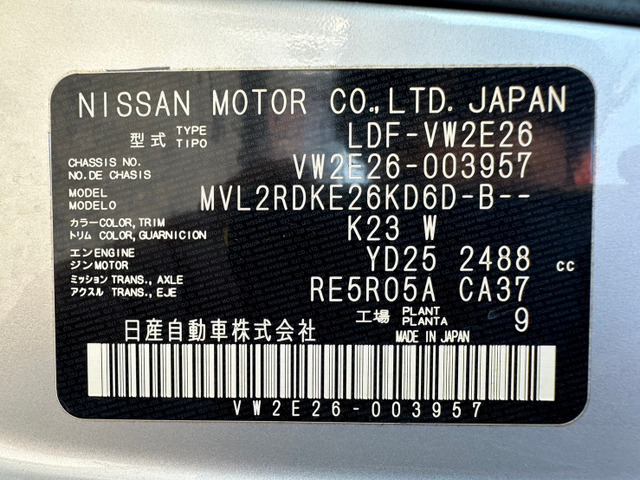 NISSAN MOTOR CO., LTD. JAPAN
型式 TYPE TIPO LDF-VW2E26
CHASSIS NO. NO. DE CHASIS VW2E26-003957
MODEL MODELO MVL2RDKE26KD6D-B--
カラー COLOR, TRIM トリム COLOR, GUARNICION K23 W
エンジン ENGINE MOTOR YD25 2488 cc
ミッション アクスル TRANS., AXLE TRANS., EJE RE5R05A CA37
工場 PLANT PLANTA 9
日産自動車株式会社 MADE IN JAPAN
VW2E26-003957